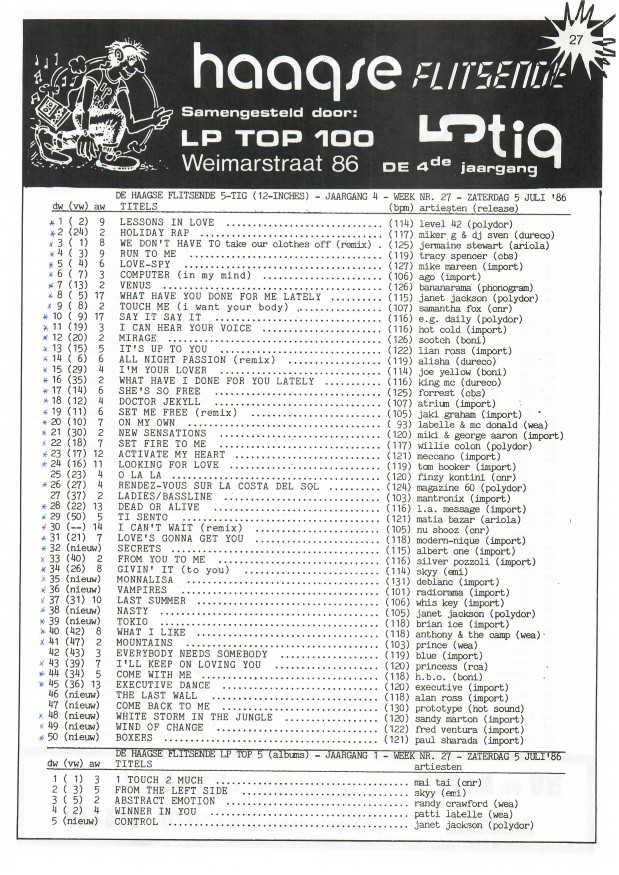 27
haagse FLITSENDE
Samengesteld door:
LP TOP 100
5tig
Weimarstraat 86 DE 4de jaargang
DE HAAGSE FLITSENDE 5-TIG (12-INCHES) - JAARGANG 4 - WEEK NR. 27 - ZATERDAG 5 JULI '86
dw (vw) aw TITELS (bpm) artiesten (release)
* 1 ( 2) 9 LESSONS IN LOVE (114) level 42 (polydor)
* 2 (24) 2 HOLIDAY RAP (117) miker g & dj sven (dureco)
x 3 ( 1) 8 WE DON'T HAVE TO take our clothes off (remix) . (125) jermaine stewart (ariola)
* 4 ( 3) 9 RUN TO ME (119) tracy spencer (cbs)
* 5 ( 4) 6 LOVE-SPY (127) mike mareen (import)
* 6 ( 7) 3 COMPUTER (in my mind) (106) ago (import)
* 7 (13) 2 VENUS (126) bananarama (phonogram)
* 8 ( 5) 17 WHAT HAVE YOU DONE FOR ME LATELY (115) janet jackson (polydor)
x 9 ( 8) 2 TOUCH ME (i want your body) (107) samantha fox (cnr)
* 10 ( 9) 17 SAY IT SAY IT (116) e.g. daily (polydor)
* 11 (19) 3 I CAN HEAR YOUR VOICE (116) hot cold (import)
* 12 (20) 2 MIRAGE (126) scotch (boni)
* 13 (15) 5 IT'S UP TO YOU (122) lian ross (import)
* 14 ( 6) 6 ALL NIGHT PASSION (remix) (119) alisha (import)
* 15 (29) 4 I'M YOUR LOVER (114) joe yellow (boni)
* 16 (35) 2 WHAT HAVE I DONE FOR YOU LATELY (116) king mc (dureco)
* 17 (14) 6 SHE'S SO FREE (125) forrest (cbs)
* 18 (12) 4 DOCTOR JEKYLL (107) atrium (import)
* 19 (11) 6 SET ME FREE (remix) (105) jaki graham (import)
* 20 (10) 7 ON MY OWN ( 93) labelle & mc donald (wea)
* 21 (30) 2 NEW SENSATIONS (120) miki & george aaron (import)
x 22 (18) 7 SET FIRE TO ME (117) willie colon (import)
* 23 (17) 12 ACTIVATE MY HEART (121) meccano (import)
* 24 (16) 11 LOOKING FOR LOVE (119) tom hooker (import)
25 (23) 4 O LA LA (120) finzy kontini (cnr)
* 26 (27) 4 RENDEZ-VOUS SUR LA COSTA DEL SOL (124) magazine 60 (polydor)
27 (37) 2 LADIES/BASSLINE (103) mantronix (import)
* 28 (22) 13 DEAD OR ALIVE (116) l.a. message (import)
* 29 (50) 5 TI SENTO (121) matia bazar (ariola)
* 30 (--) 14 I CAN'T WAIT (remix) (105) nu shooz (cnr)
* 31 (21) 7 LOVE'S GONNA GET YOU (118) modern-nique (import)
* 32 (nieuw) SECRETS (115) albert one (import)
x 33 (40) 2 FROM YOU TO ME (116) silver pozzoli (import)
* 34 (26) 8 GIVIN' IT (to you) (114) skyy (emi)
x 35 (nieuw) MONNALISA (131) deblanc (import)
* 36 (nieuw) VAMPIRES (101) radiorama (import)
x 37 (31) 10 LAST SUMMER (106) whis key (import)
* 38 (nieuw) NASTY (105) janet jackson (polydor)
* 39 (nieuw) TOKIO (118) brian ice (import)
* 40 (42) 8 WHAT I LIKE (118) anthony & the camp (wea)
x 41 (47) 2 MOUNTAINS (103) prince (wea)
42 (43) 3 EVERYBODY NEEDS SOMEBODY (119) blue (import)
x 43 (39) 7 I'LL KEEP ON LOVING YOU (120) princess (rca)
* 44 (34) 5 COME WITH ME (118) h.b.o. (boni)
* 45 (36) 13 EXECUTIVE DANCE (120) executive (import)
46 (nieuw) THE LAST WALL (118) alan ross (import)
47 (nieuw) COME BACK TO ME (130) prototype (hot sound)
x 48 (nieuw) WHITE STORM IN THE JUNGLE (120) sandy marton (import)
x 49 (nieuw) WIND OF CHANGE (122) fred ventura (import)
* 50 (nieuw) BOXERS (121) paul sharada (import)
DE HAAGSE FLITSENDE LP TOP 5 (albums) - JAARGANG 1 - WEEK NR. 27 - ZATERDAG 5 JULI'86
dw (vw) aw TITELS artiesten
1 ( 1) 3 1 TOUCH 2 MUCH mai tai (cnr)
2 ( 3) 5 FROM THE LEFT SIDE skyy (emi)
3 ( 5) 2 ABSTRACT EMOTION randy crawford (wea)
4 ( 2) 4 WINNER IN YOU patti labelle (wea)
5 (nieuw) CONTROL janet jackson (polydor)